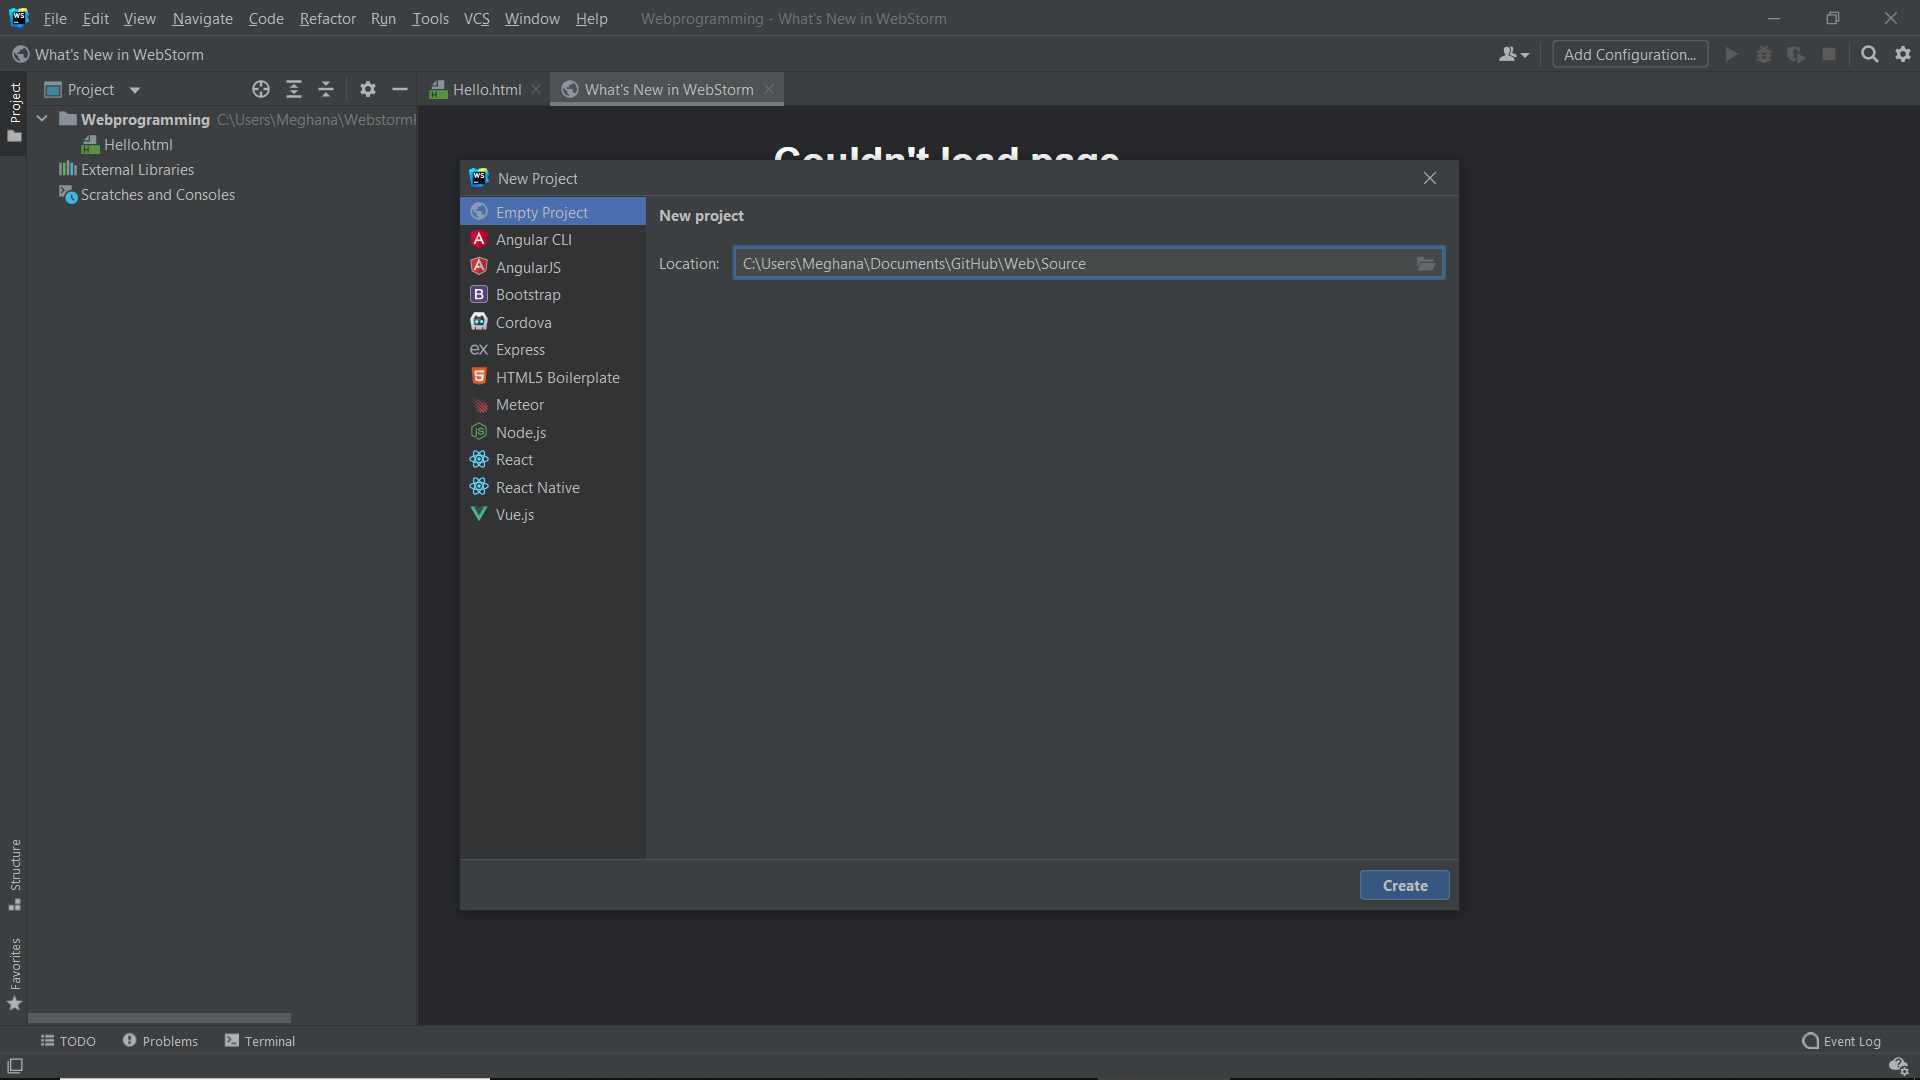 File Edit View Navigate Code Refactor Run Tools VCS Window Help Webprogramming - What's New in WebStorm
What's New in WebStorm Add Configuration...
Project Hello.html What's New in WebStorm
Project
Webprogramming C:\Users\Meghana\Webstorm
Hello.html
External Libraries
Scratches and Consoles
Couldn't load page
New Project
Empty Project
Angular CLI
AngularJS
Bootstrap
Cordova
Express
HTML5 Boilerplate
Meteor
Node.js
React
React Native
Vue.js
New project
Location: C:\Users\Meghana\Documents\GitHub\Web\Source
Create
Structure
Favorites
TODO Problems Terminal Event Log